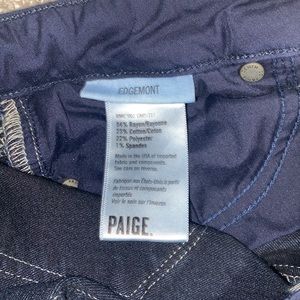 EDGEMONT
54% Rayon/Rayonne
23% Cotton/Coton
22% Polyester
1% Spandex
Made in the USA of imported
fabric and components.
See care on reverse.
Fabriqué aux États-Unis à partir
de tissus et composants
importés.
Voir le soin sur l'envers.
PAIGE.